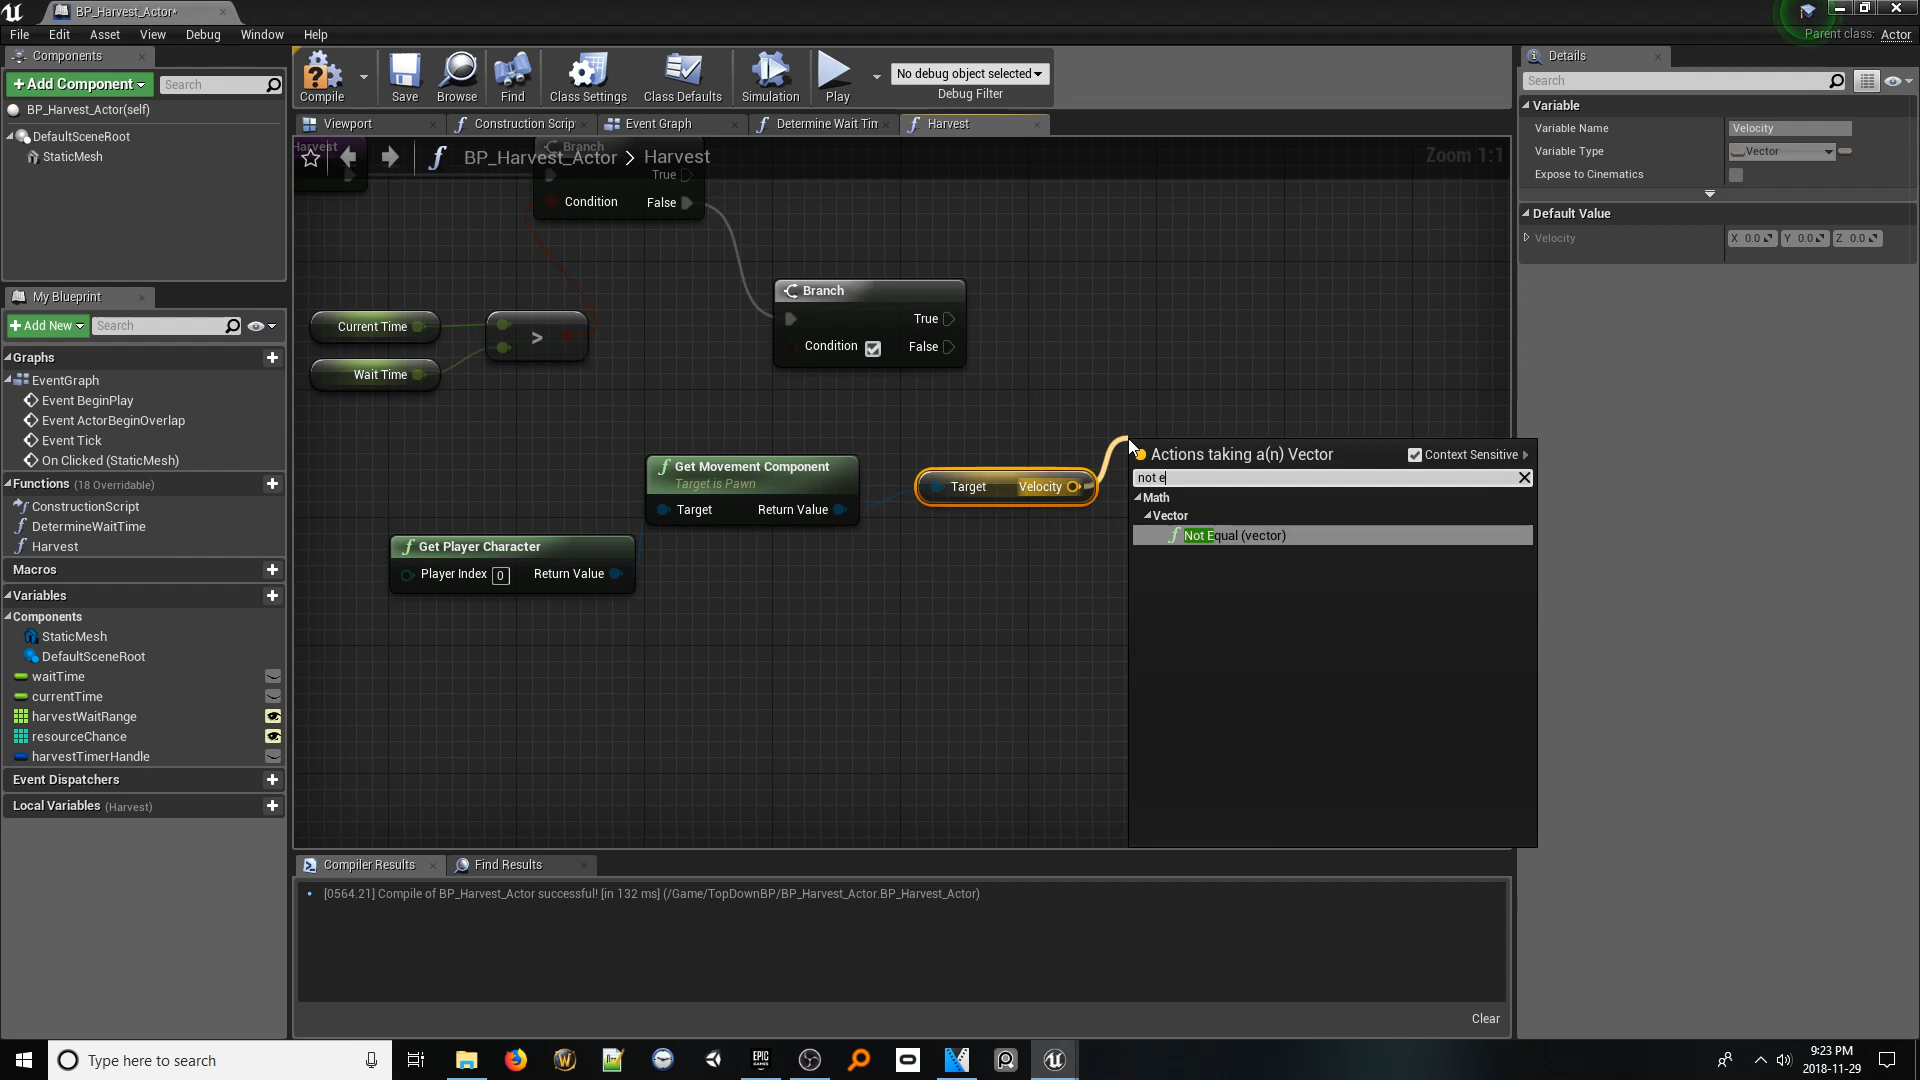 BP_Harvest_Actor*
File Edit Asset View Debug Window Help
Parent class: Actor
Components
Add Component
Search
BP_Harvest_Actor(self)
DefaultSceneRoot
StaticMesh
Compile
Save
Browse
Find
Class Settings
Class Defaults
Simulation
Play
No debug object selected
Debug Filter
Viewport
Construction Scrip
Event Graph
Determine Wait Tim
Harvest
BP_Harvest_Actor > Harvest
Zoom 1:1
Harvest
Branch
True
Condition
False
Current Time
Wait Time
>
Branch
True
Condition
False
Get Movement Component
Target is Pawn
Target
Return Value
Target
Velocity
Get Player Character
Player Index 0
Return Value
Actions taking a(n) Vector
Context Sensitive
not e
Math
Vector
Not Equal (vector)
My Blueprint
Add New
Search
Graphs
EventGraph
Event BeginPlay
Event ActorBeginOverlap
Event Tick
On Clicked (StaticMesh)
Functions (18 Overridable)
ConstructionScript
DetermineWaitTime
Harvest
Macros
Variables
Components
StaticMesh
DefaultSceneRoot
waitTime
currentTime
harvestWaitRange
resourceChance
harvestTimerHandle
Event Dispatchers
Local Variables (Harvest)
Compiler Results
Find Results
[0564.21] Compile of BP_Harvest_Actor successful! [in 132 ms] (/Game/TopDownBP/BP_Harvest_Actor.BP_Harvest_Actor)
Clear
Details
Search
Variable
Variable Name
Velocity
Variable Type
Vector
Expose to Cinematics
Default Value
Velocity
X 0.0 Y 0.0 Z 0.0
Type here to search
EPIC GAMES
9:23 PM
2018-11-29